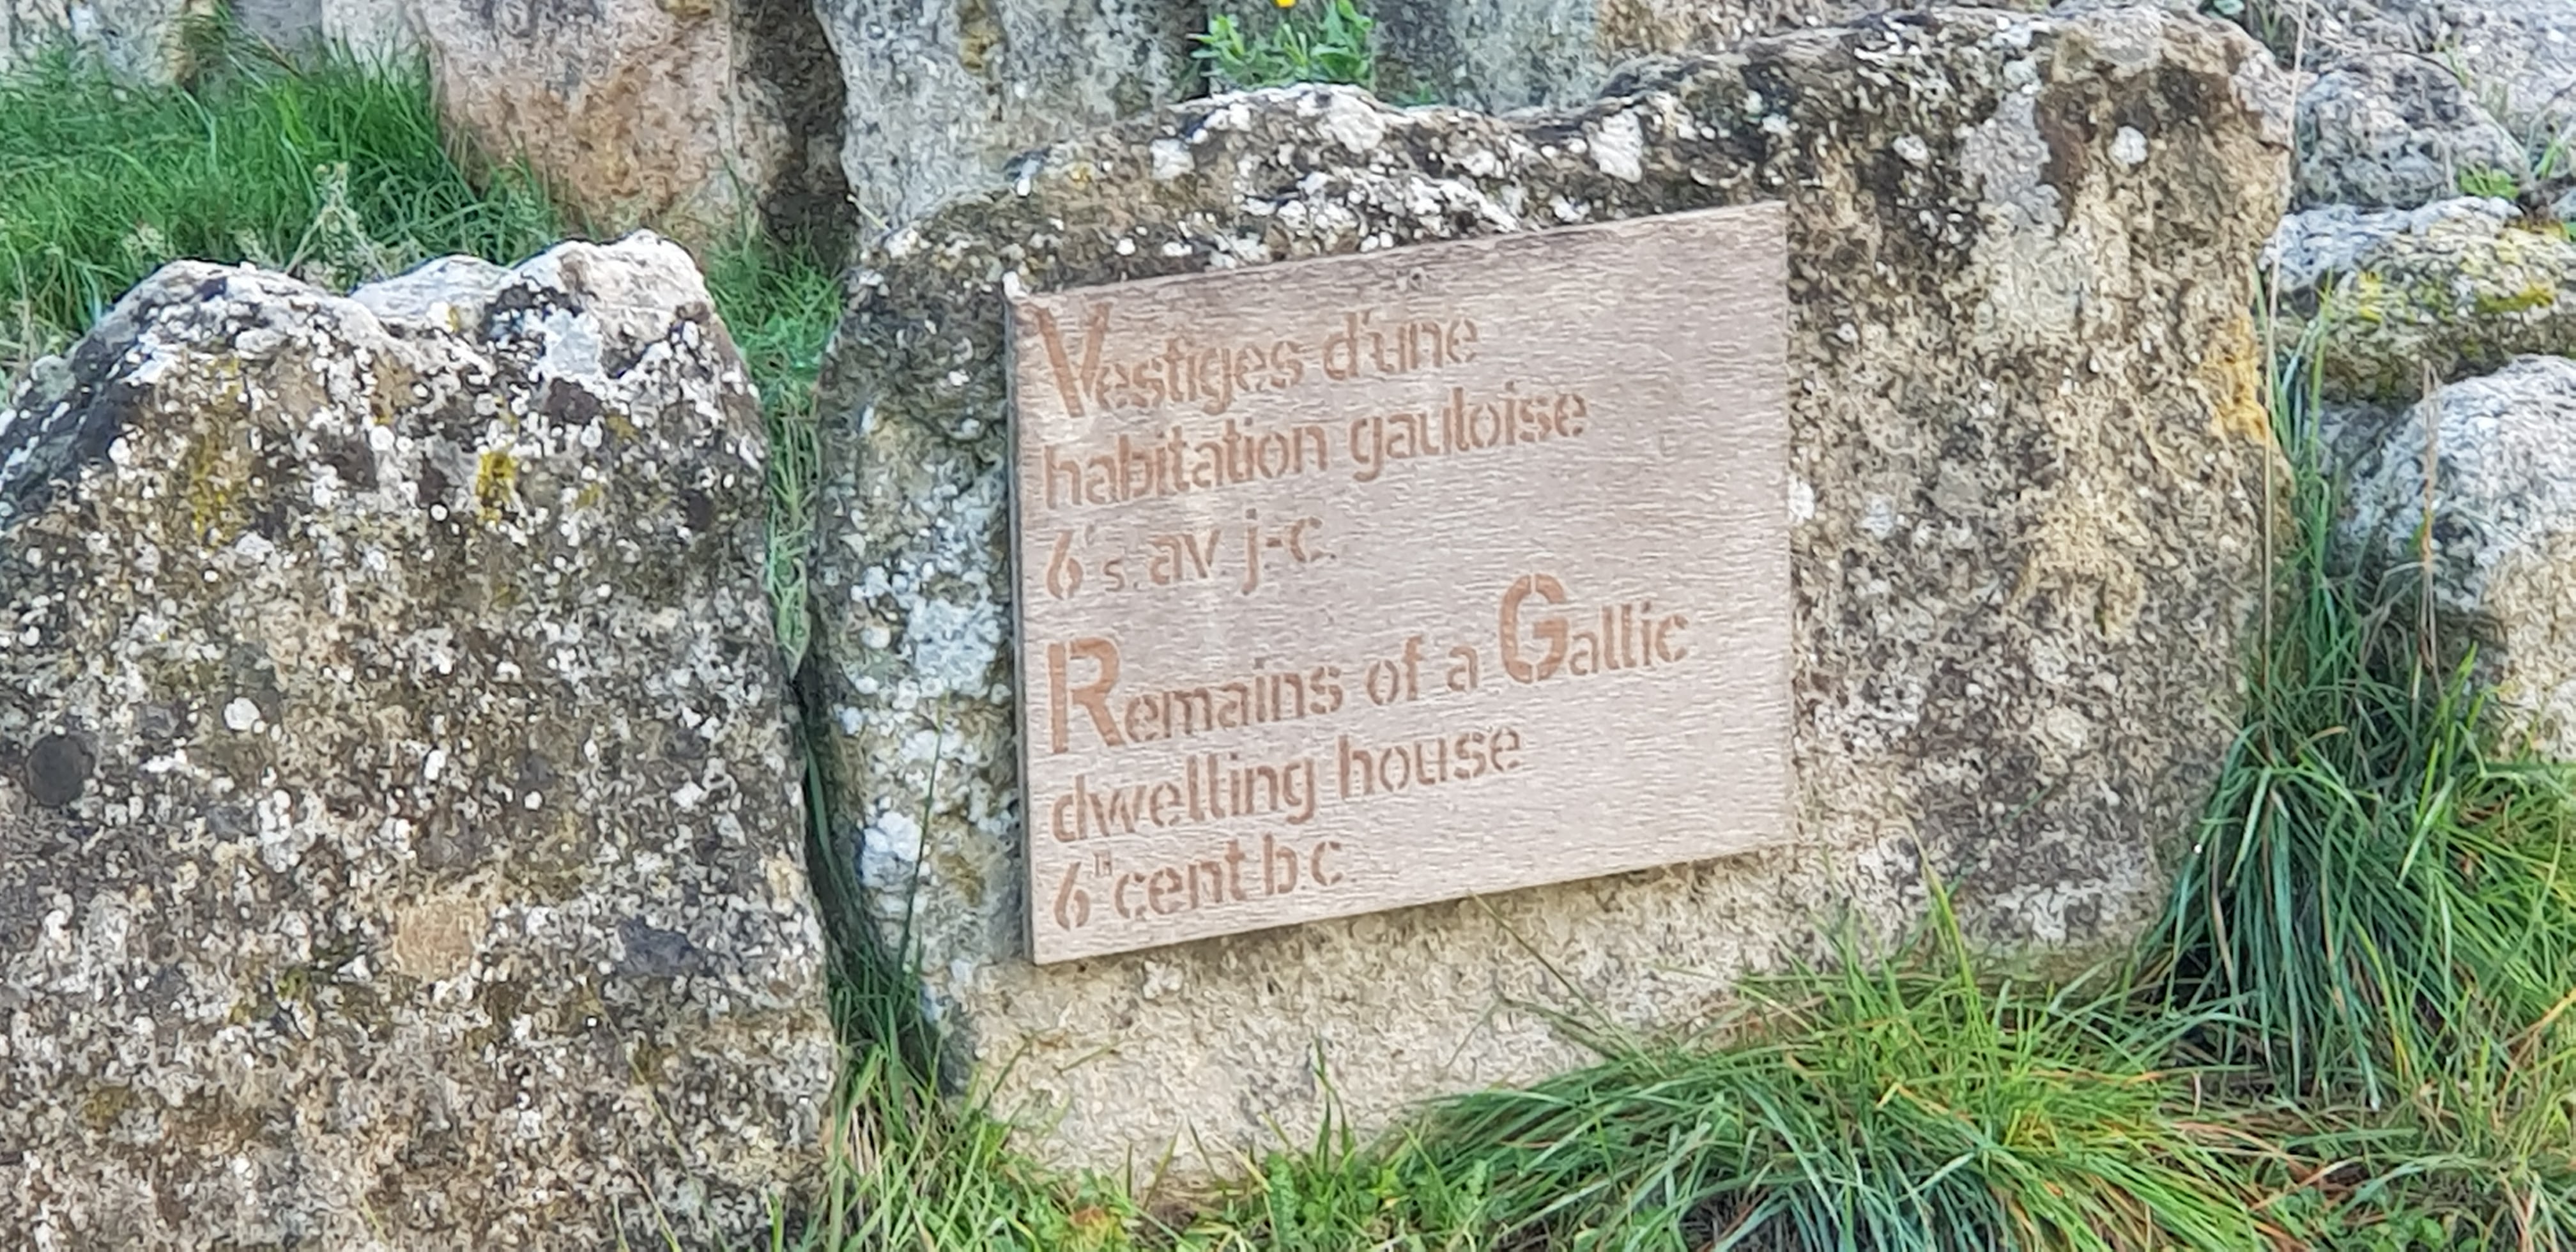 Vestiges d'une
habitation gauloise
6ᵉ s. av. j-c.
Remains of a Gallic
dwelling house
6ᵀᴴ cent b.c.